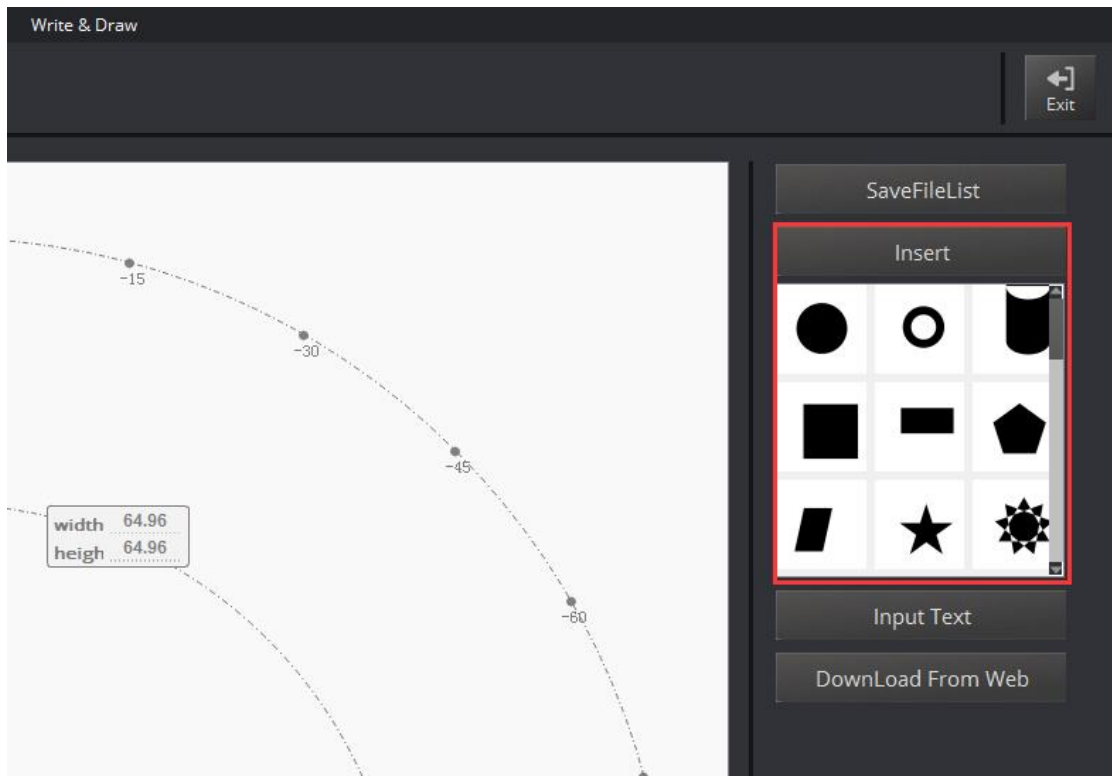 Write & Draw
Exit
SaveFileList
Insert
-15
-30
-45
width 64.96
heigh 64.96
-60
Input Text
DownLoad From Web